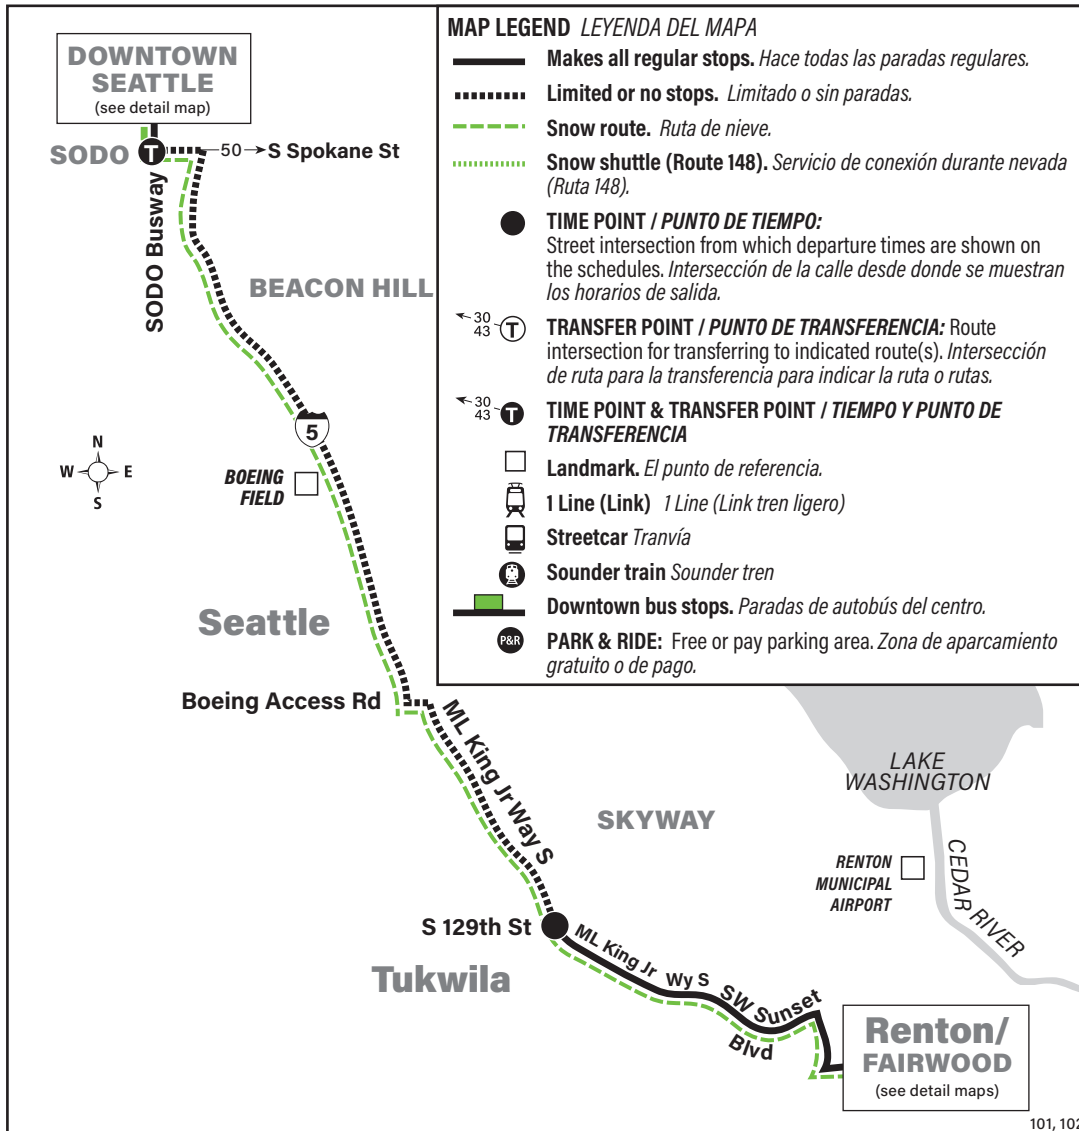 DOWNTOWN
SEATTLE
(see detail map)
SODO
T
50
S Spokane St
SODO Busway
BEACON HILL
5
N
W
E
S
BOEING
FIELD
Seattle
Boeing Access Rd
ML King Jr Way S
SKYWAY
S 129th St
Tukwila
ML King Jr
Wy S
SW Sunset
Blvd
LAKE
WASHINGTON
CEDAR RIVER
RENTON
MUNICIPAL
AIRPORT
Renton/
FAIRWOOD
(see detail maps)
101, 102
MAP LEGEND LEYENDA DEL MAPA
Makes all regular stops. Hace todas las paradas regulares.
Limited or no stops. Limitado o sin paradas.
Snow route. Ruta de nieve.
Snow shuttle (Route 148). Servicio de conexión durante nevada
(Ruta 148).
TIME POINT / PUNTO DE TIEMPO:
Street intersection from which departure times are shown on
the schedules. Intersección de la calle desde donde se muestran
los horarios de salida.
30
43
T
TRANSFER POINT / PUNTO DE TRANSFERENCIA: Route
intersection for transferring to indicated route(s). Intersección
de ruta para la transferencia para indicar la ruta o rutas.
30
43
T
TIME POINT & TRANSFER POINT / TIEMPO Y PUNTO DE
TRANSFERENCIA
Landmark. El punto de referencia.
1 Line (Link) 1 Line (Link tren ligero)
Streetcar Tranvía
Sounder train Sounder tren
Downtown bus stops. Paradas de autobús del centro.
P&R
PARK & RIDE: Free or pay parking area. Zona de aparcamiento
gratuito o de pago.